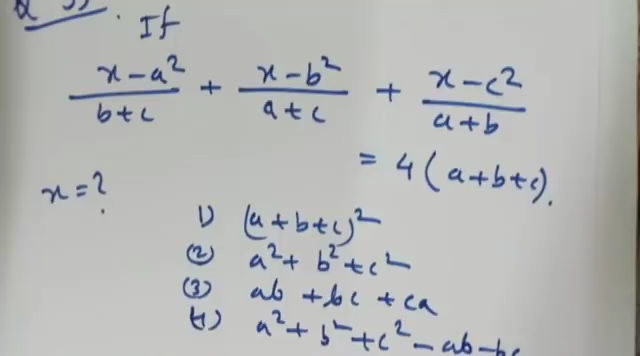 If
x-a²/b+c + x-b²/a+c + x-c²/a+b
= 4(a+b+c).
x=?
1) (a+b+c)²
(2) a²+b²+c²
(3) ab+bc+ca
(4) a²+b²+c²-ab-bc